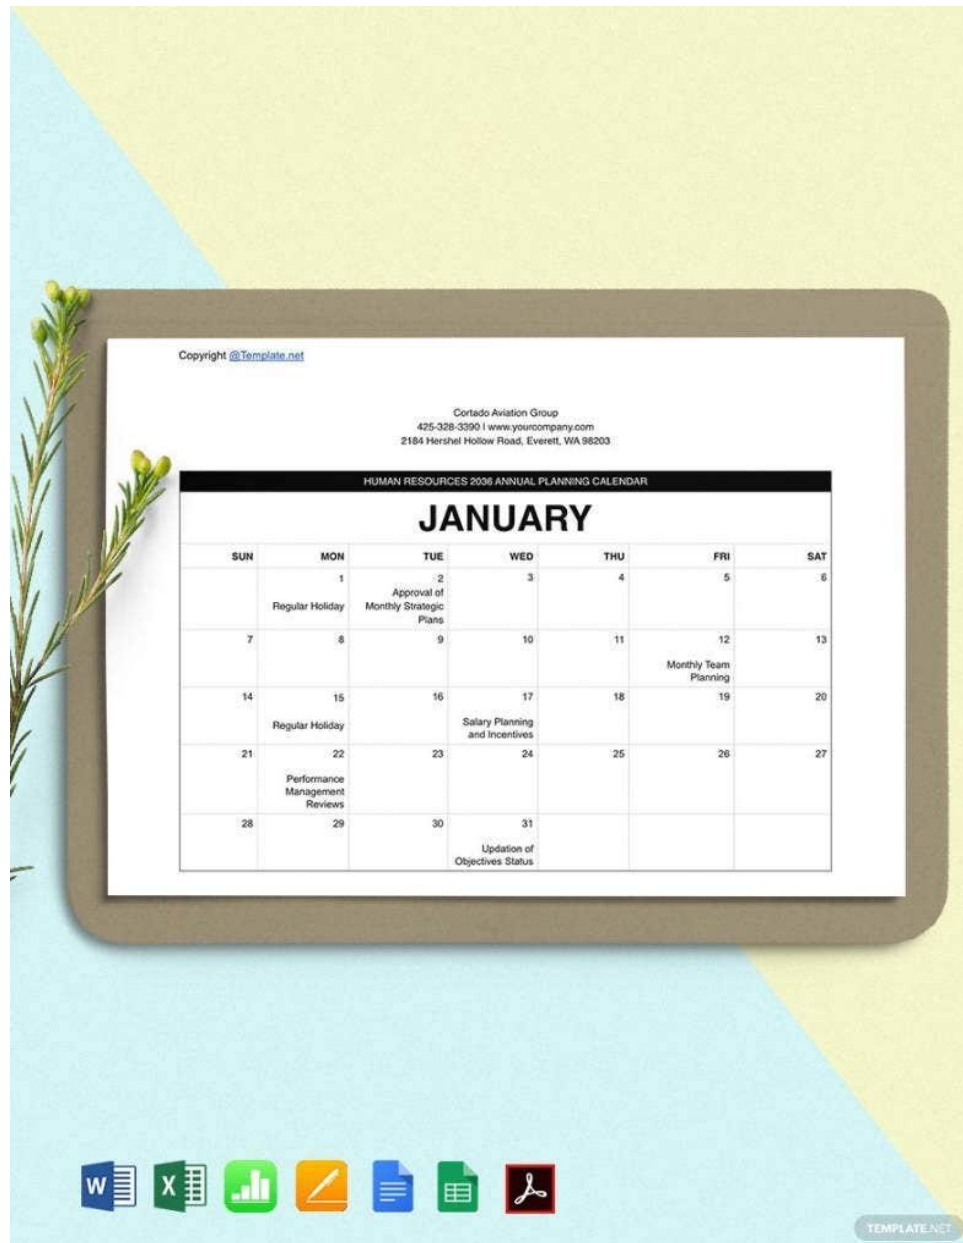 Copyright @Template.net
Cortado Aviation Group
425-328-3390 | www.yourcompany.com
2184 Hershel Hollow Road, Everett, WA 98203
HUMAN RESOURCES 2036 ANNUAL PLANNING CALENDAR
JANUARY
SUN MON TUE WED THU FRI SAT
1 2 3 4 5 6
Regular Holiday
Approval of
Monthly Strategic
Plans
7 8 9 10 11 12 13
Monthly Team
Planning
14 15 16 17 18 19 20
Regular Holiday
Salary Planning
and Incentives
21 22 23 24 25 26 27
Performance
Management
Reviews
28 29 30 31
Updation of
Objectives Status
W
X
TEMPLATE.NET